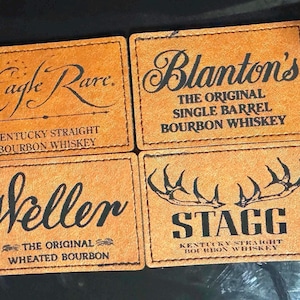 Eagle Rare
KENTUCKY STRAIGHT
BOURBON WHISKEY
Blanton's
THE ORIGINAL
SINGLE BARREL
BOURBON WHISKEY
Weller
THE ORIGINAL
WHEATED BOURBON
STAGG
KENTUCKY STRAIGHT
BOURBON WHISKEY